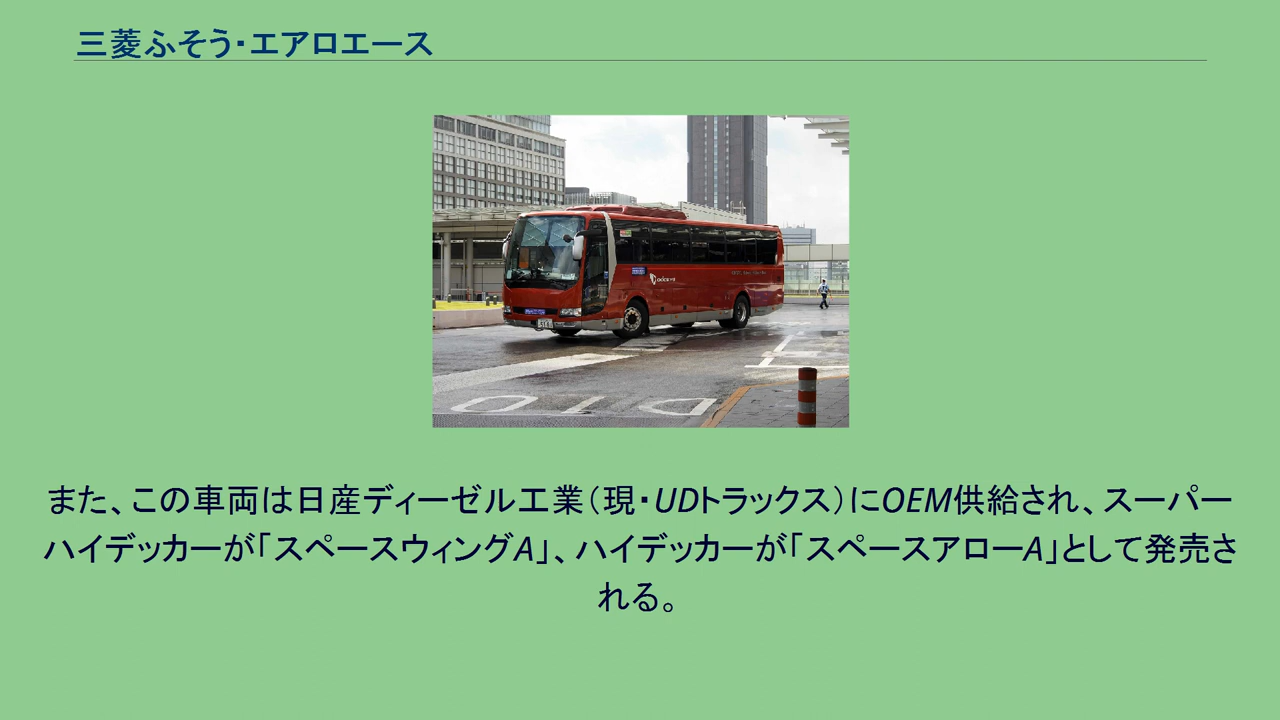 三菱ふそう・エアロエース
また、この車両は日産ディーゼル工業（現・UDトラックス）にOEM供給され、スーパー
ハイデッカーが「スペースウィングA」、ハイデッカーが「スペースアローA」として発売さ
れる。